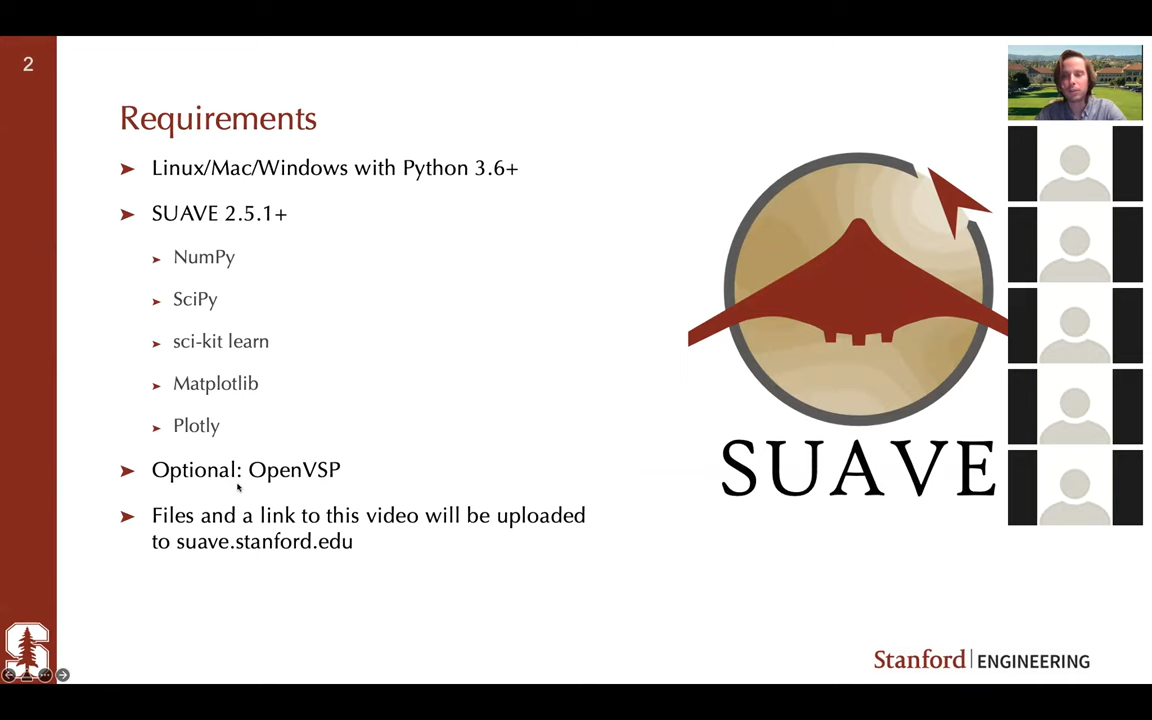 2
Requirements
Linux/Mac/Windows with Python 3.6+
SUAVE 2.5.1+
NumPy
SciPy
sci-kit learn
Matplotlib
Plotly
Optional: OpenVSP
Files and a link to this video will be uploaded
to suave.stanford.edu
SUAVE
S
Stanford | ENGINEERING